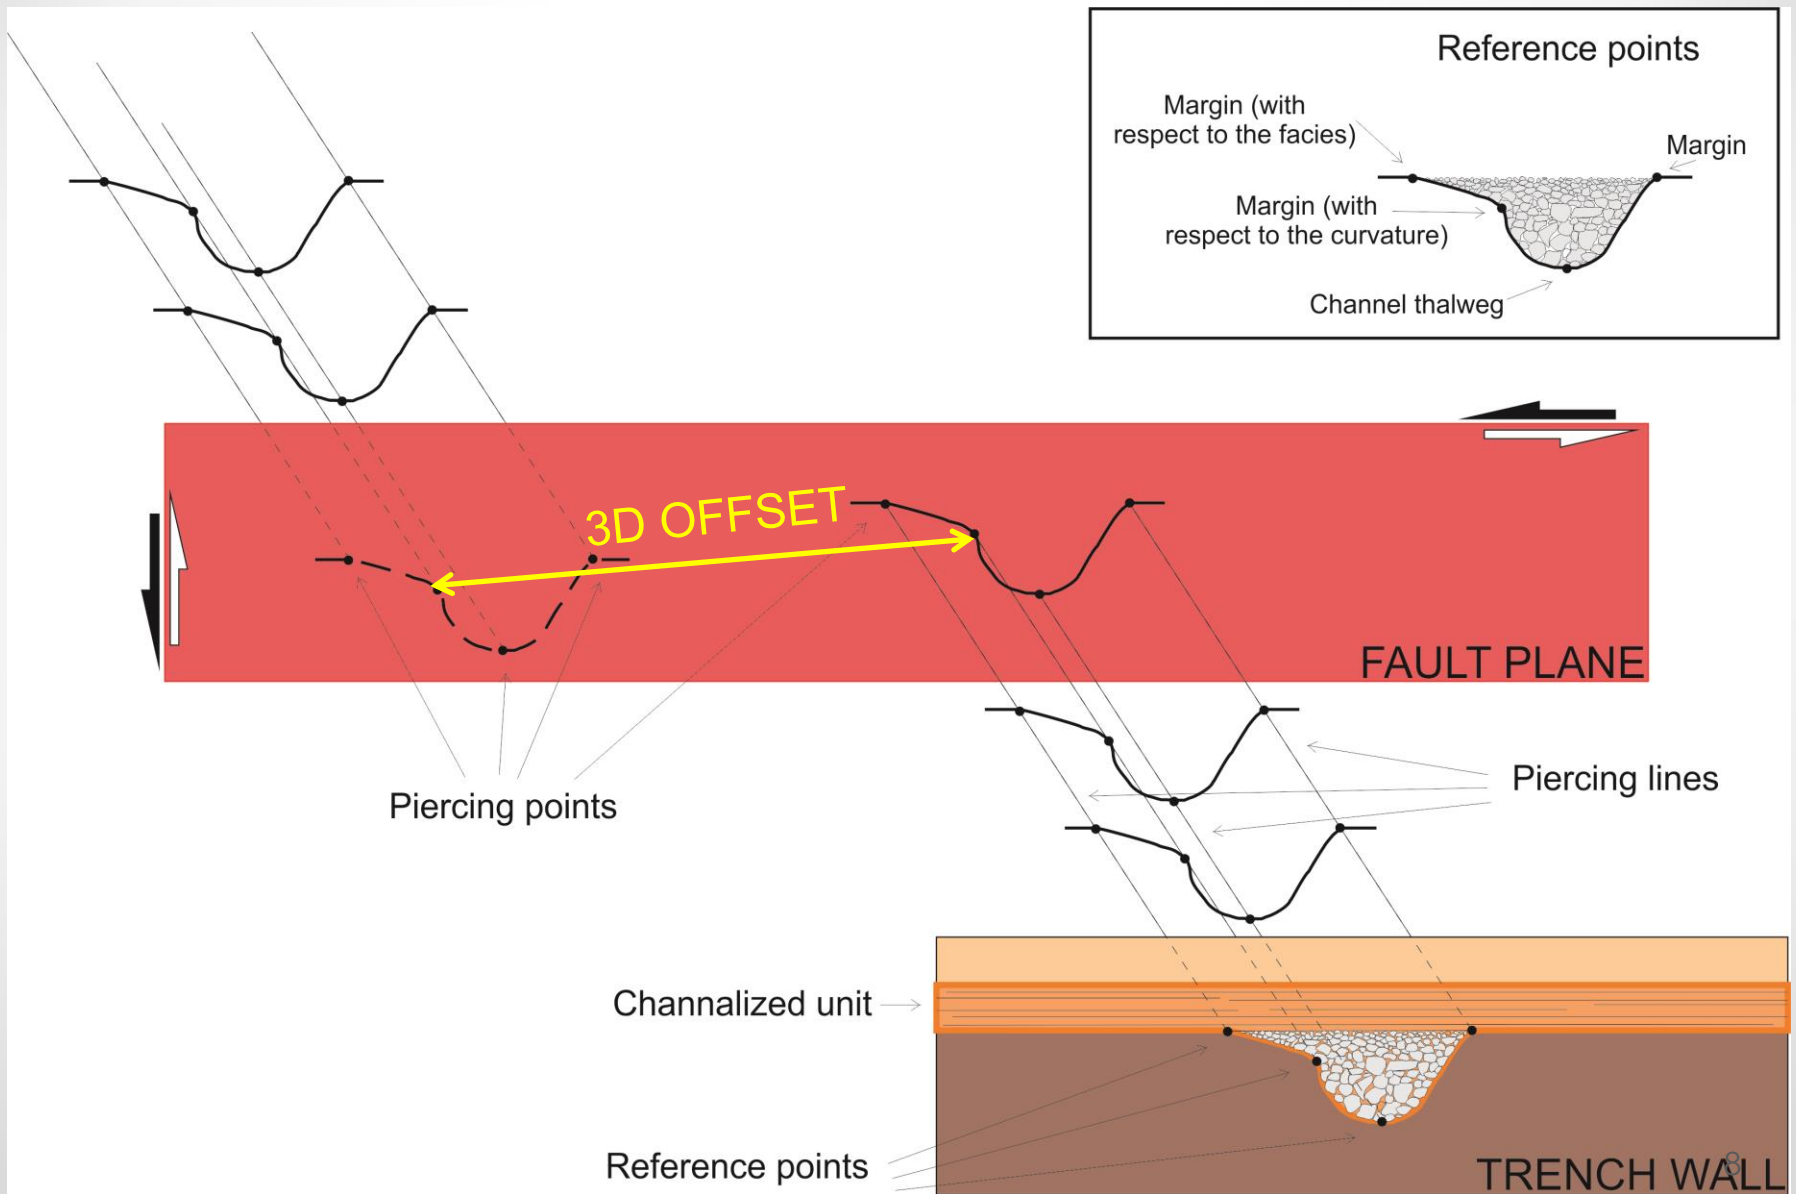 Reference points
Margin (with
respect to the facies)
Margin
Margin (with
respect to the curvature)
Channel thalweg
3D OFFSET
FAULT PLANE
Piercing points
Piercing lines
Channalized unit
Reference points
TRENCH WALL
8